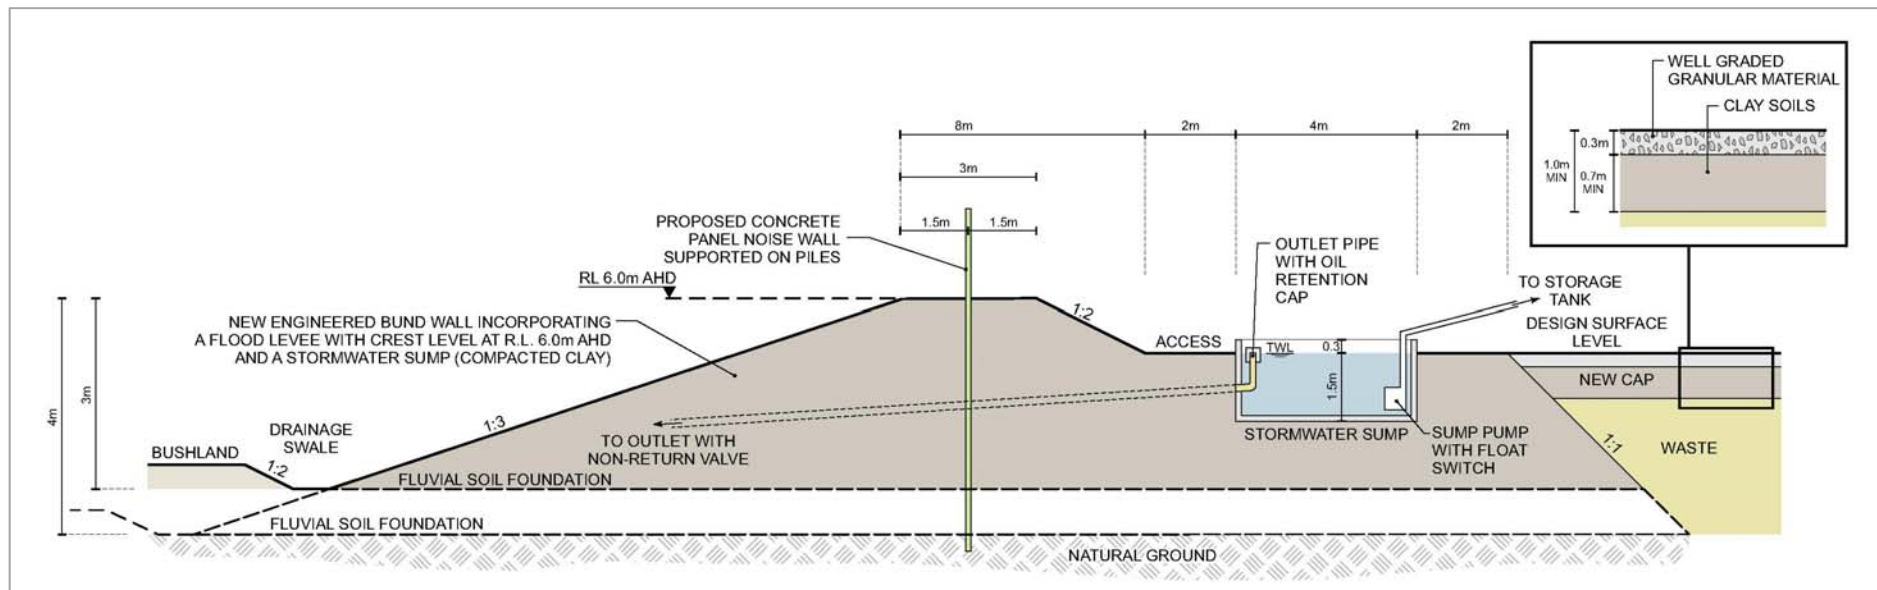 WELL GRADED
GRANULAR MATERIAL
CLAY SOILS
0.3m
1.0m
MIN
0.7m
MIN
8m
2m
4m
2m
3m
1.5m
1.5m
PROPOSED CONCRETE
PANEL NOISE WALL
SUPPORTED ON PILES
OUTLET PIPE
WITH OIL
RETENTION
CAP
RL 6.0m AHD
TO STORAGE
TANK
DESIGN SURFACE
LEVEL
NEW ENGINEERED BUND WALL INCORPORATING
A FLOOD LEVEE WITH CREST LEVEL AT R.L. 6.0m AHD
AND A STORMWATER SUMP (COMPACTED CLAY)
1:2
ACCESS
TWL
0.3
1.5m
NEW CAP
4m
3m
1:3
DRAINAGE
SWALE
BUSHLAND
1:2
TO OUTLET WITH
NON-RETURN VALVE
STORMWATER SUMP
SUMP PUMP
WITH FLOAT
SWITCH
1:1
WASTE
FLUVIAL SOIL FOUNDATION
FLUVIAL SOIL FOUNDATION
NATURAL GROUND